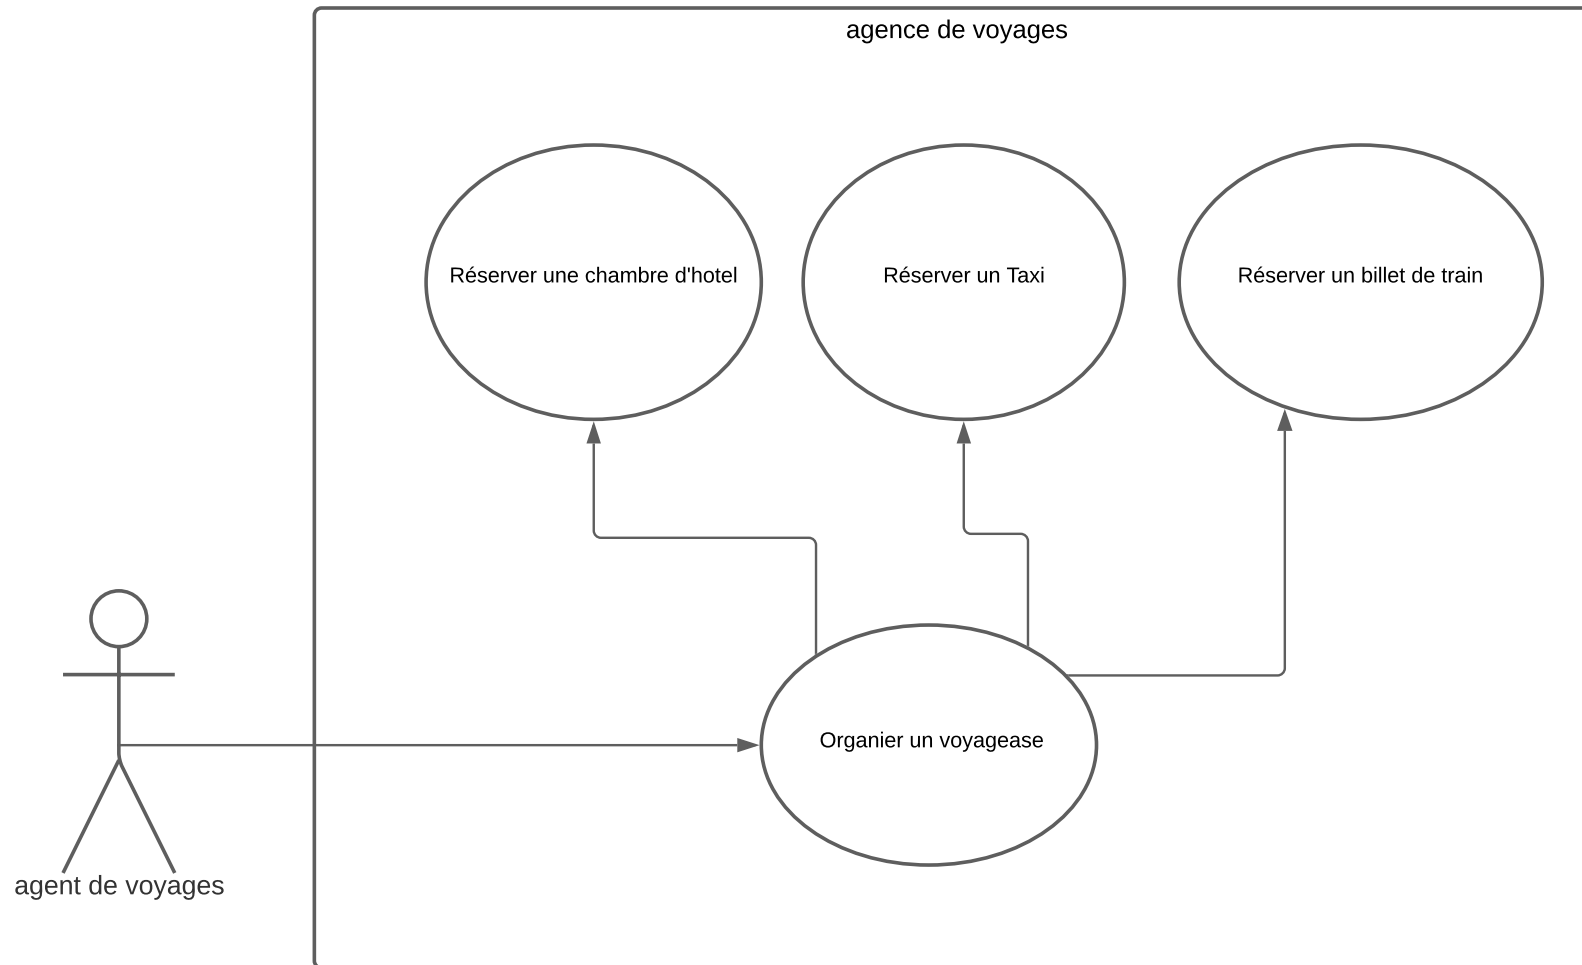 agence de voyages
Réserver une chambre d'hotel
Réserver un Taxi
Réserver un billet de train
Organier un voyagease
agent de voyages